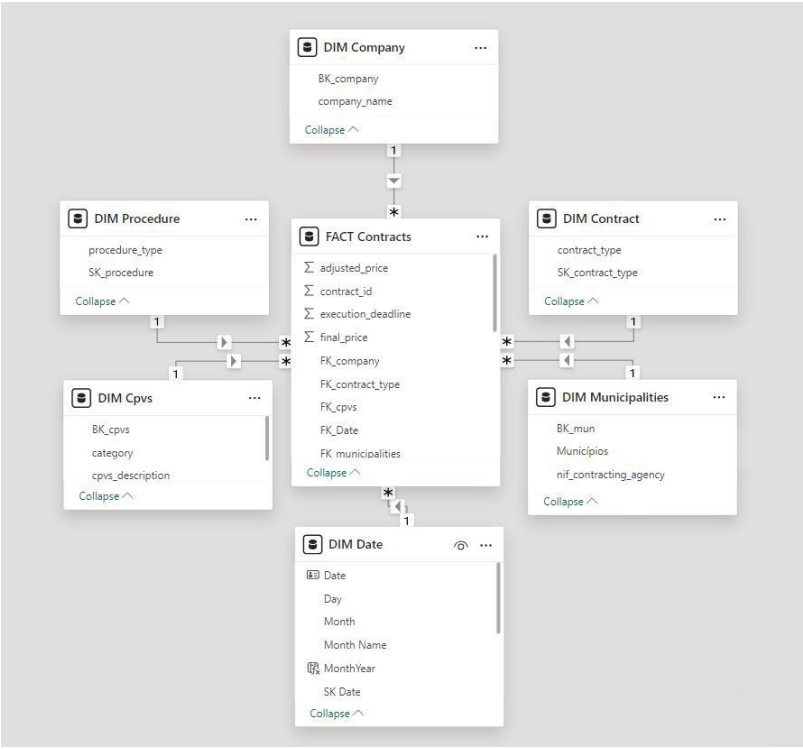 DIM Company
BK_company
company_name
Collapse
1
*
DIM Procedure
procedure_type
SK_procedure
Collapse
1
*
FACT Contracts
adjusted_price
contract_id
execution_deadline
final_price
FK_company
FK_contract_type
FK_cpvs
FK_Date
FK_municipalities
Collapse
DIM Contract
contract_type
SK_contract_type
Collapse
1
*
DIM Cpvs
1
*
BK_cpvs
category
cpvs_description
Collapse
DIM Municipalities
1
*
BK_mun
Municípios
nif_contracting_agency
Collapse
*
1
DIM Date
Date
Day
Month
Month Name
MonthYear
SK Date
Collapse